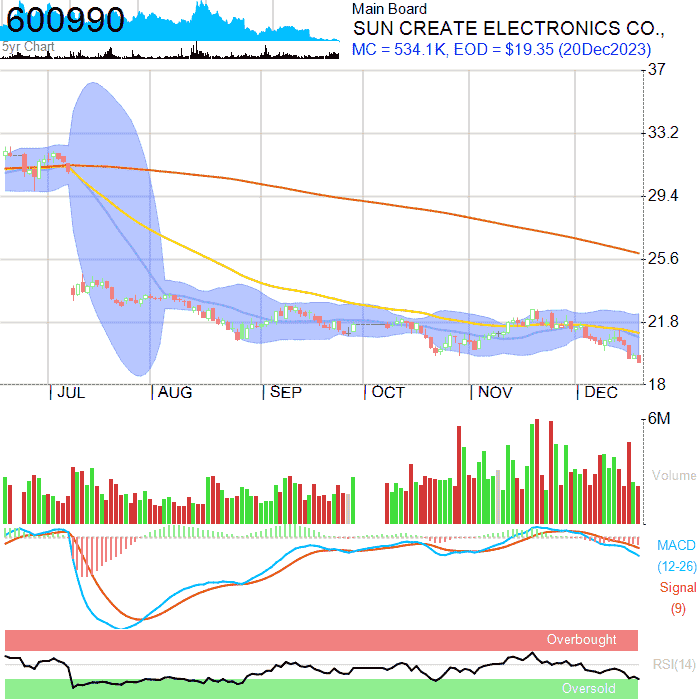 600990
5yr Chart
Main Board
SUN CREATE ELECTRONICS CO.,
MC = 534.1K, EOD = $19.35 (20Dec2023)
37
33.2
29.4
25.6
21.8
18
JUL AUG SEP OCT NOV DEC
6M
Volume
MACD
(12-26)
Signal
(9)
Overbought
RSI(14)
Oversold